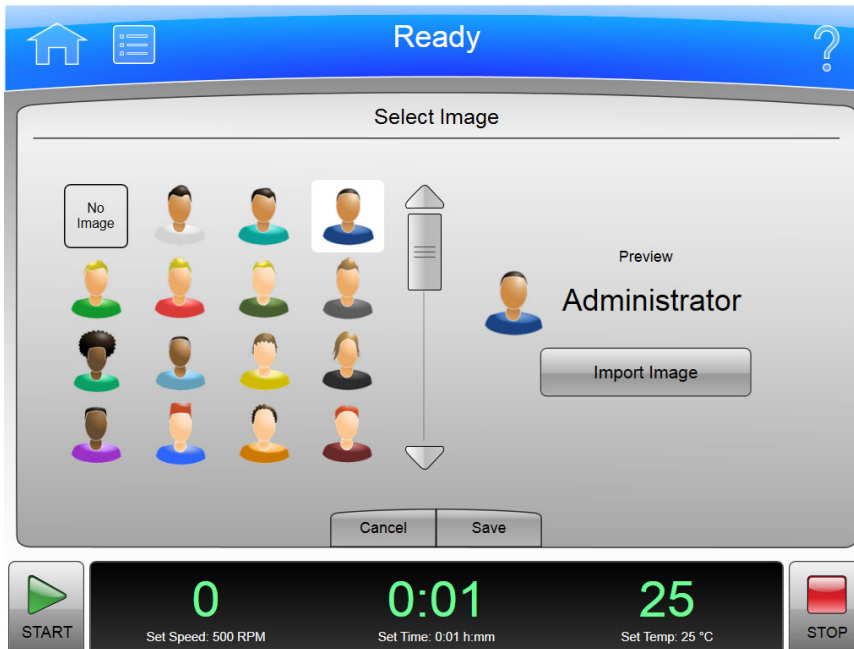 Ready
?
Select Image
No
Image
Preview
Administrator
Import Image
Cancel
Save
START
0
Set Speed: 500 RPM
0:01
Set Time: 0:01 h:mm
25
Set Temp: 25 °C
STOP